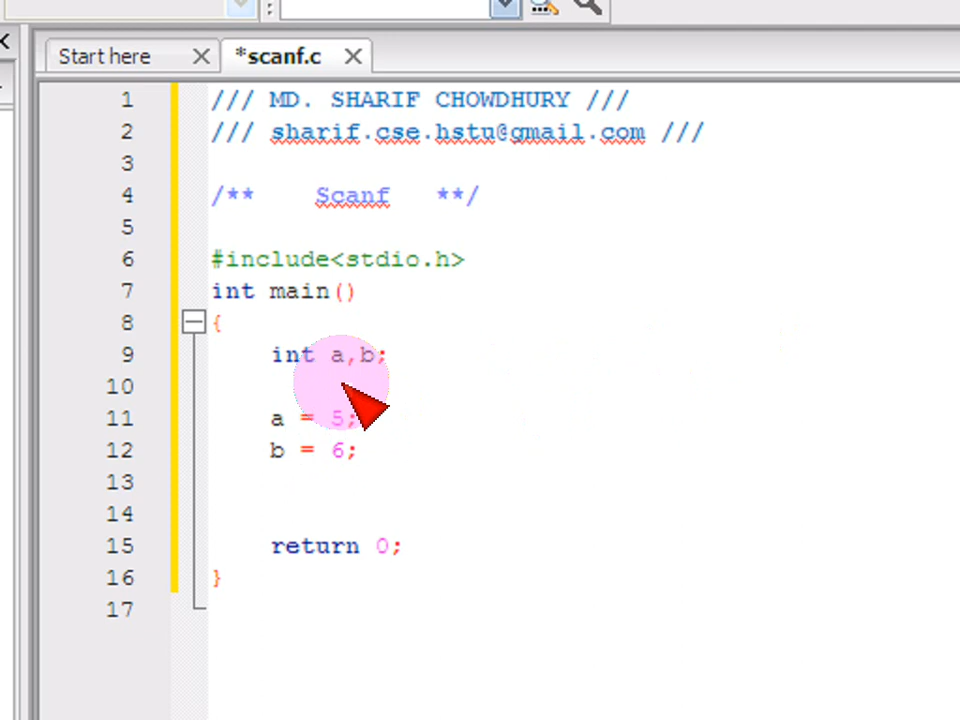 Start here
*scanf.c
1 /// MD. SHARIF CHOWDHURY ///
2 /// sharif.cse.hstu@gmail.com ///
3
4 /** Scanf **/
5
6 #include<stdio.h>
7 int main()
8 {
9 int a,b;
10
11 a = 5;
12 b = 6;
13
14
15 return 0;
16 }
17